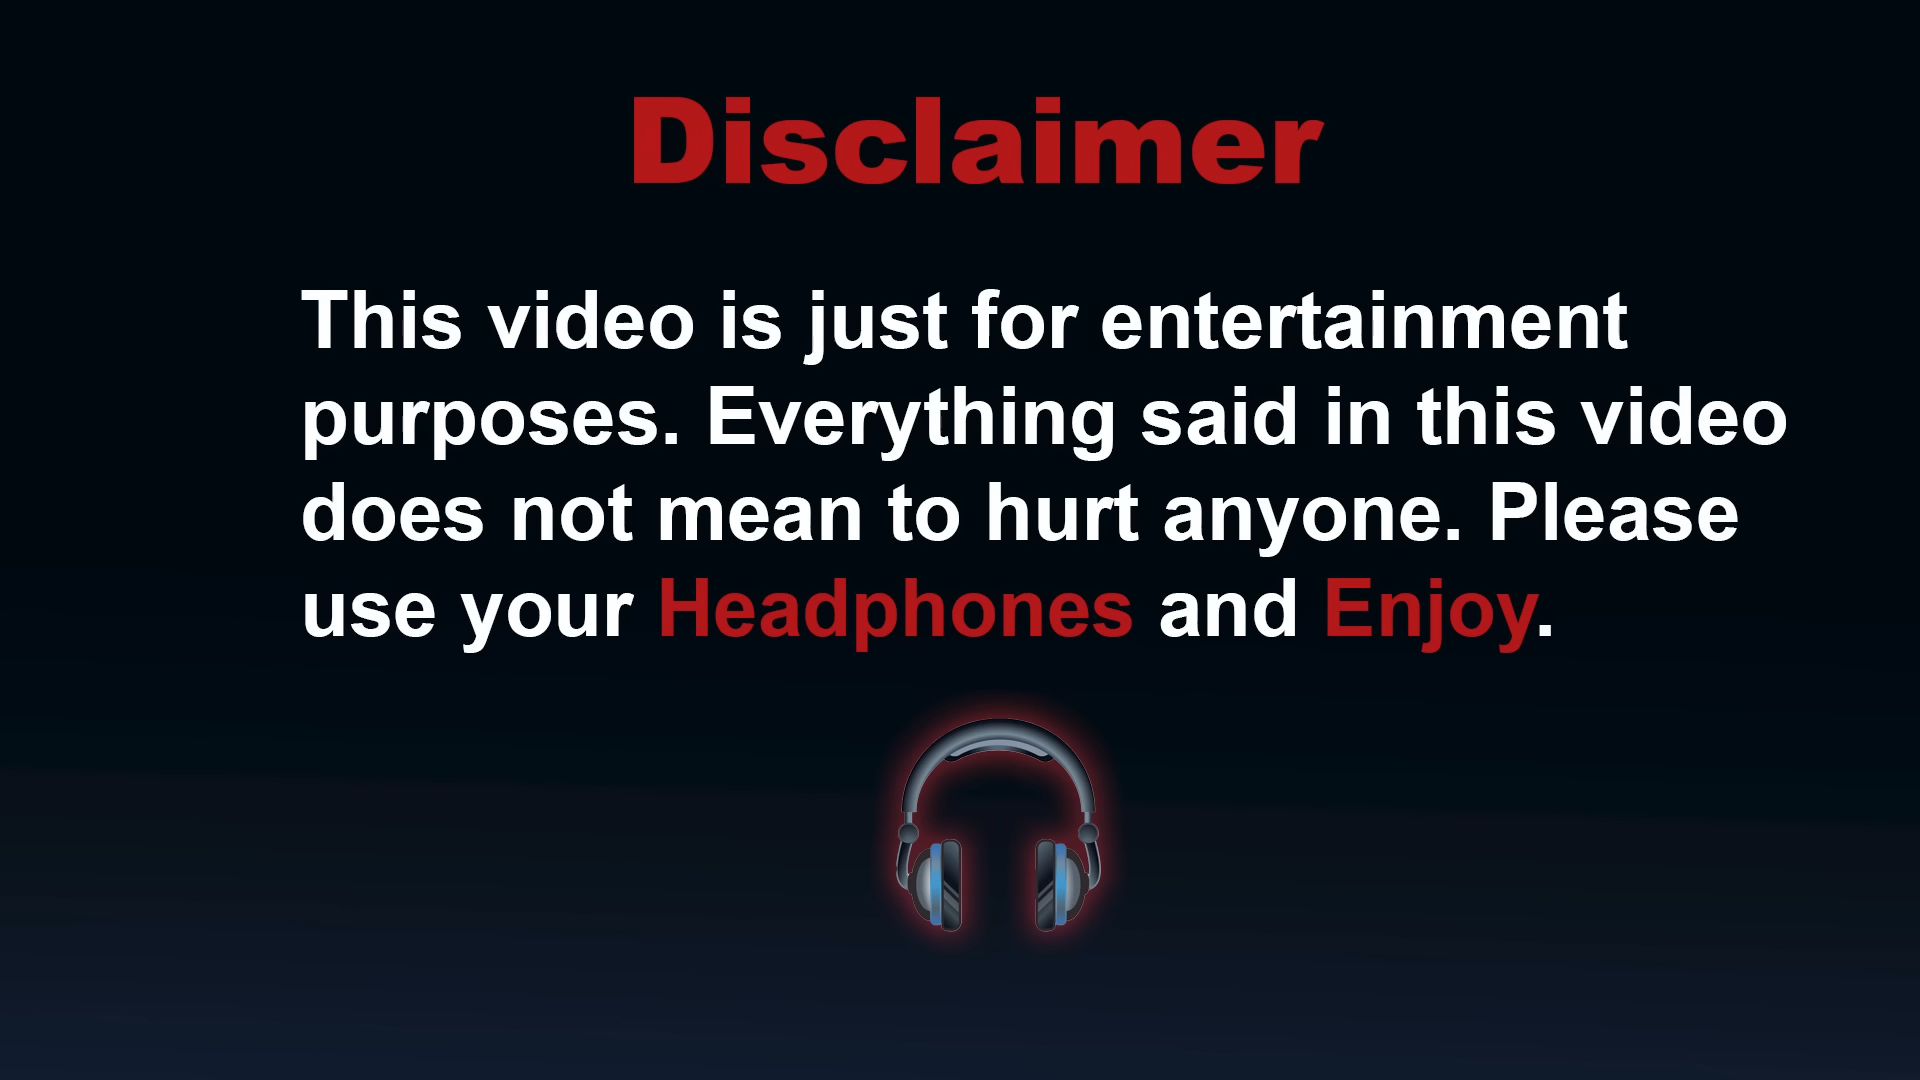 Disclaimer
This video is just for entertainment
purposes. Everything said in this video
does not mean to hurt anyone. Please
use your Headphones and Enjoy.